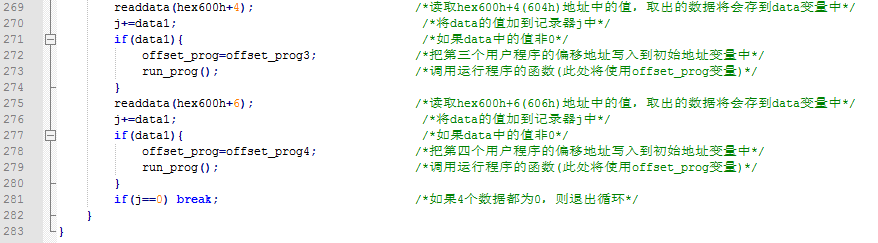 269 readdata(hex600h+4); /*读取hex600h+4(604h)地址中的值，取出的数据将会存到data变量中*/
270 j+=data1; /*将data的值加到记录器j中*/
271 if(data1){ /*如果data中的值非0*/
272 offset_prog=offset_prog3; /*把第三个用户程序的偏移地址写入到初始地址变量中*/
273 run_prog(); /*调用运行程序的函数(此处将使用offset_prog变量)*/
274 }
275 readdata(hex600h+6); /*读取hex600h+6(606h)地址中的值，取出的数据将会存到data变量中*/
276 j+=data1; /*将data的值加到记录器j中*/
277 if(data1){ /*如果data中的值非0*/
278 offset_prog=offset_prog4; /*把第四个用户程序的偏移地址写入到初始地址变量中*/
279 run_prog(); /*调用运行程序的函数(此处将使用offset_prog变量)*/
280 }
281 if(j==0) break; /*如果4个数据都为0，则退出循环*/
282 }
283 }